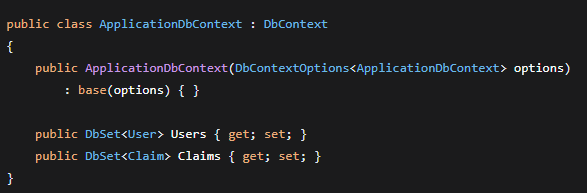 public class ApplicationDbContext : DbContext
{
    public ApplicationDbContext(DbContextOptions<ApplicationDbContext> options)
        : base(options) { }

    public DbSet<User> Users { get; set; }
    public DbSet<Claim> Claims { get; set; }
}